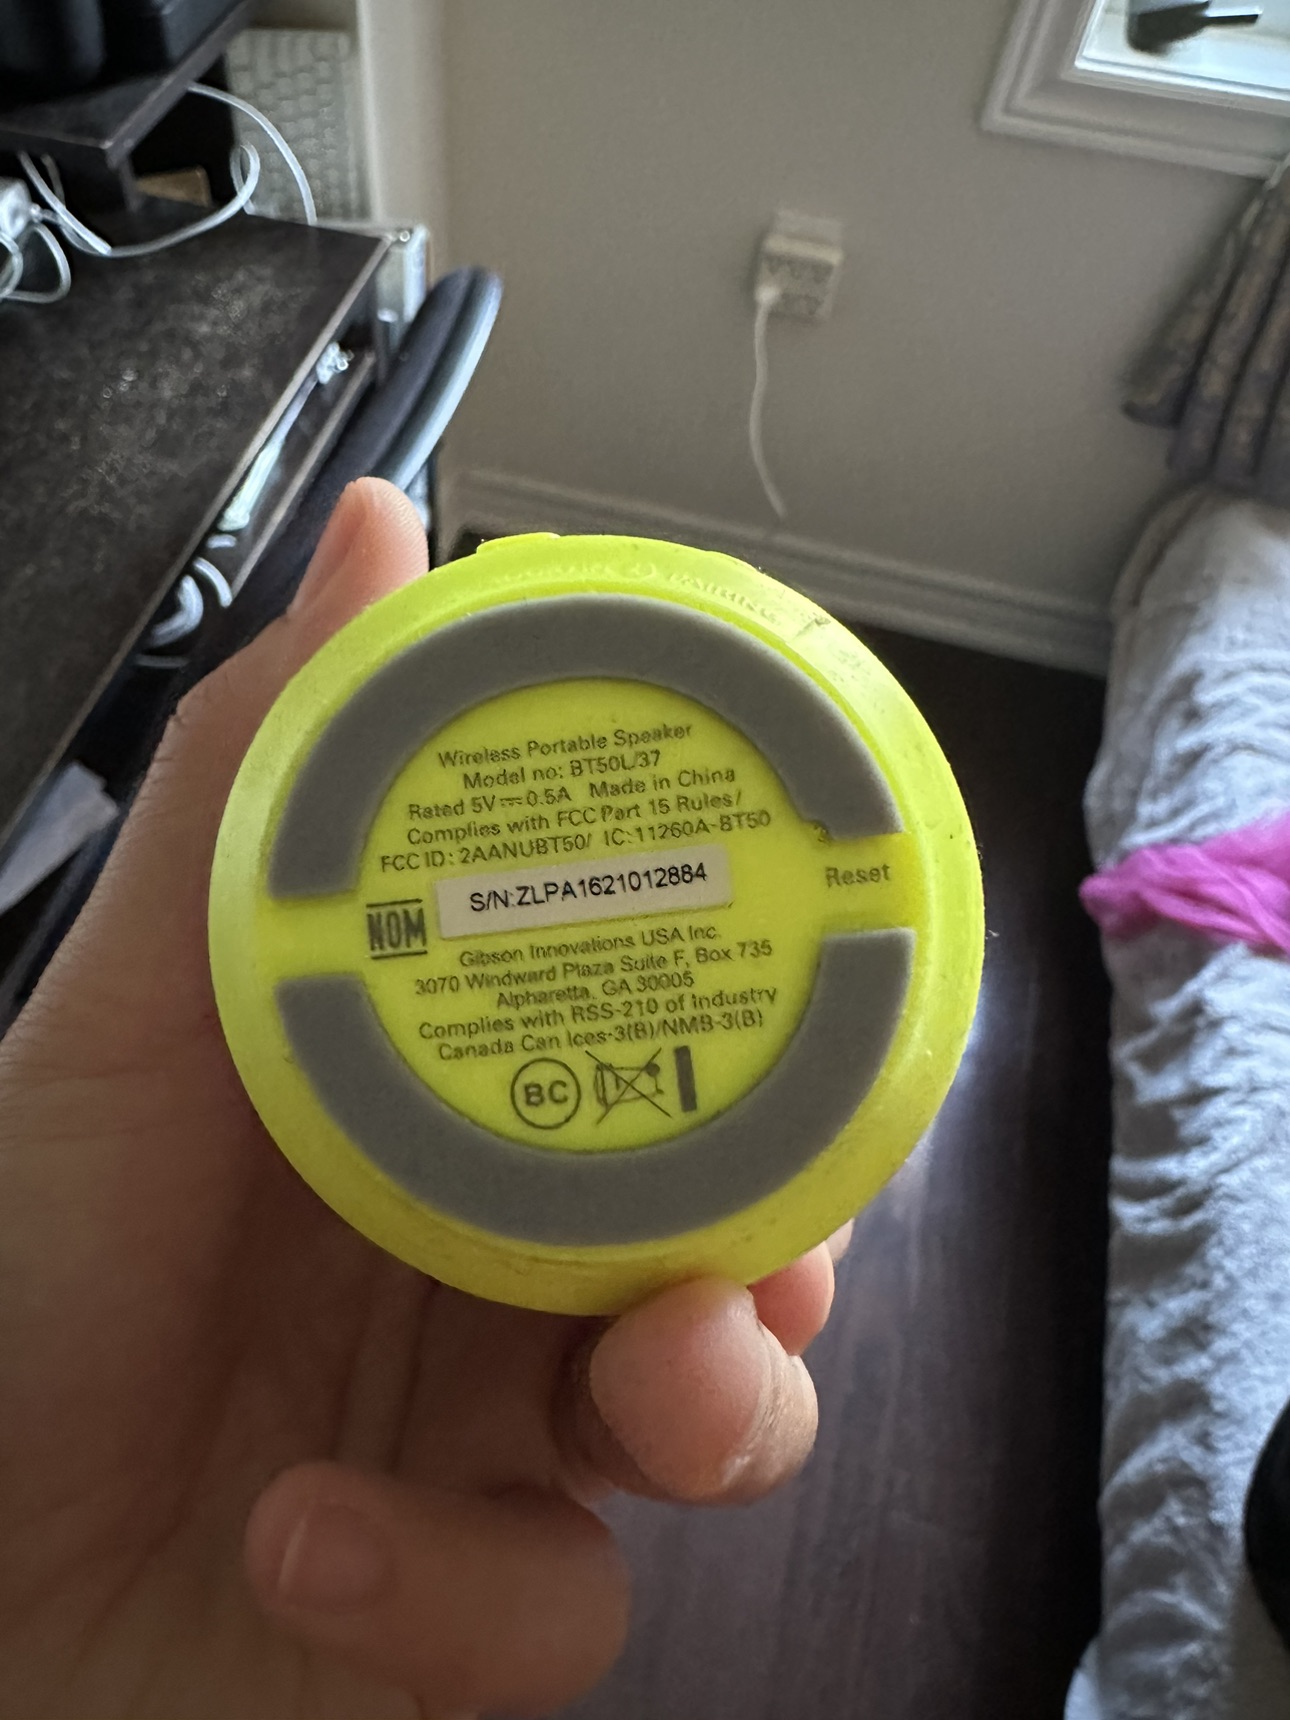 PAIRING
Wireless Portable Speaker
Model no: BT50L/37
Rated 5V⎓0.5A Made in China
Complies with FCC Part 15 Rules/
FCC ID: 2AANUBT50/ IC:11260A-BT50
S/N:ZLPA1621012884
Reset
NOM
Gibson Innovations USA Inc.
3070 Windward Plaza Suite F, Box 735
Alpharetta, GA 30005
Complies with RSS-210 of Industry
Canada Can Ices-3(B)/NMB-3(B)
BC